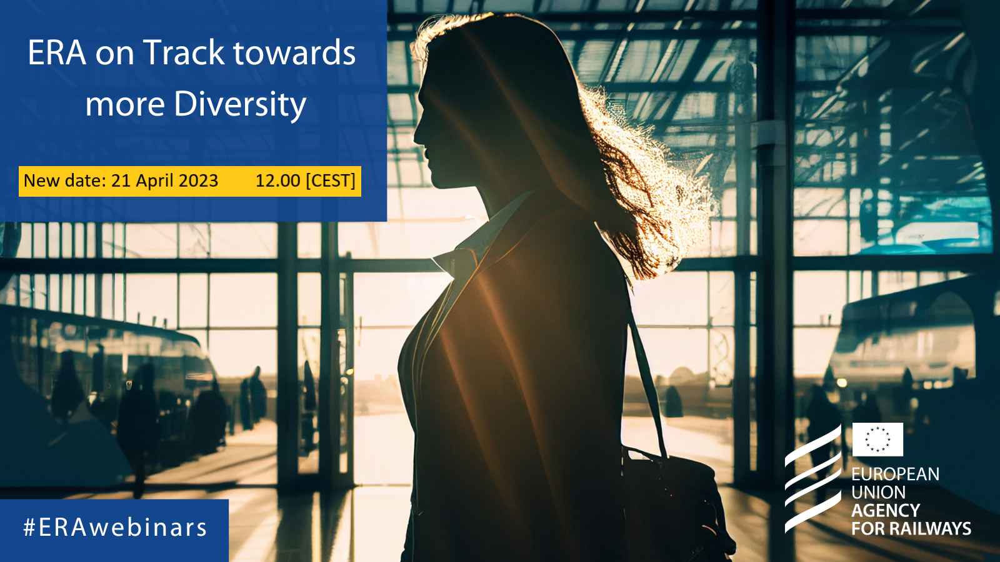 ERA on Track towards
more Diversity
New date: 21 April 2023 12.00 [CEST]
#ERAwebinars
EUROPEAN
UNION
AGENCY
FOR RAILWAYS